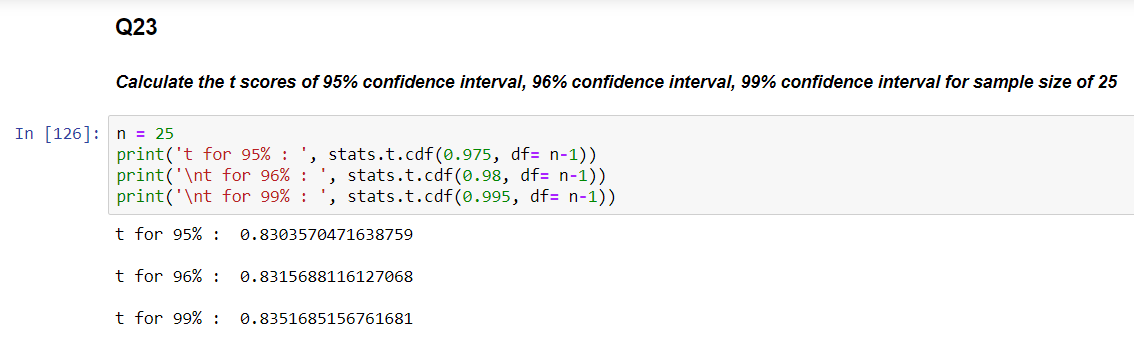 Q23
Calculate the t scores of 95% confidence interval, 96% confidence interval, 99% confidence interval for sample size of 25
In [126]: n = 25
print('t for 95% : ', stats.t.cdf(0.975, df= n-1))
print('\nt for 96% : ', stats.t.cdf(0.98, df= n-1))
print('\nt for 99% : ', stats.t.cdf(0.995, df= n-1))
t for 95% :  0.8303570471638759
t for 96% :  0.8315688116127068
t for 99% :  0.8351685156761681